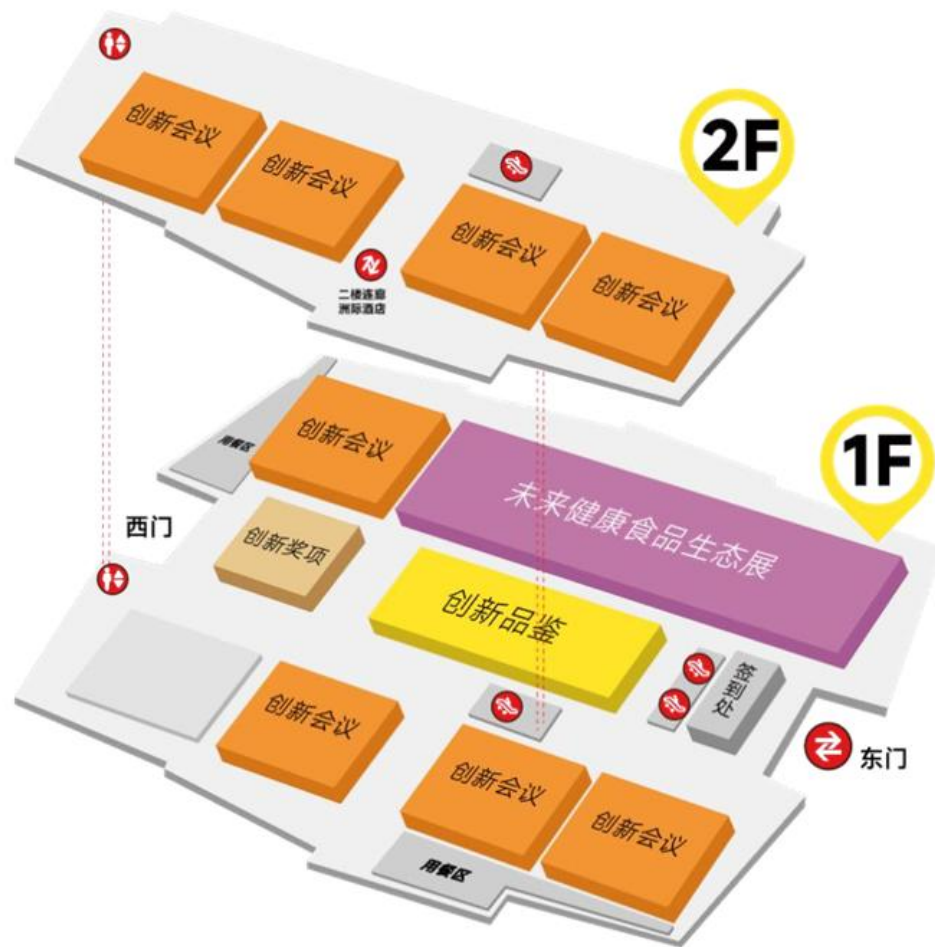 2F
创新会议
创新会议
创新会议
创新会议
二楼连廊
洲际酒店
1F
用餐区
创新会议
未来健康食品生态展
西门
创新奖项
创新品鉴
签到处
东门
创新会议
创新会议
创新会议
用餐区